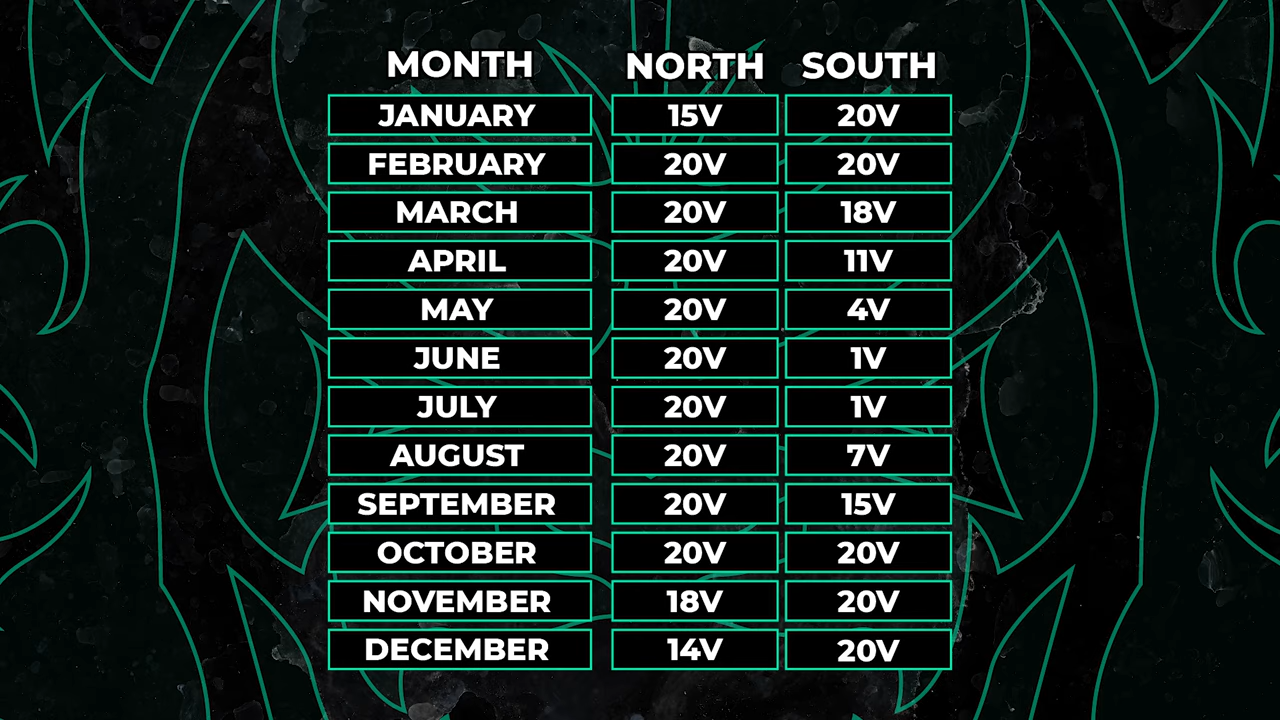 MONTH NORTH SOUTH
JANUARY 15V 20V
FEBRUARY 20V 20V
MARCH 20V 18V
APRIL 20V 11V
MAY 20V 4V
JUNE 20V 1V
JULY 20V 1V
AUGUST 20V 7V
SEPTEMBER 20V 15V
OCTOBER 20V 20V
NOVEMBER 18V 20V
DECEMBER 14V 20V